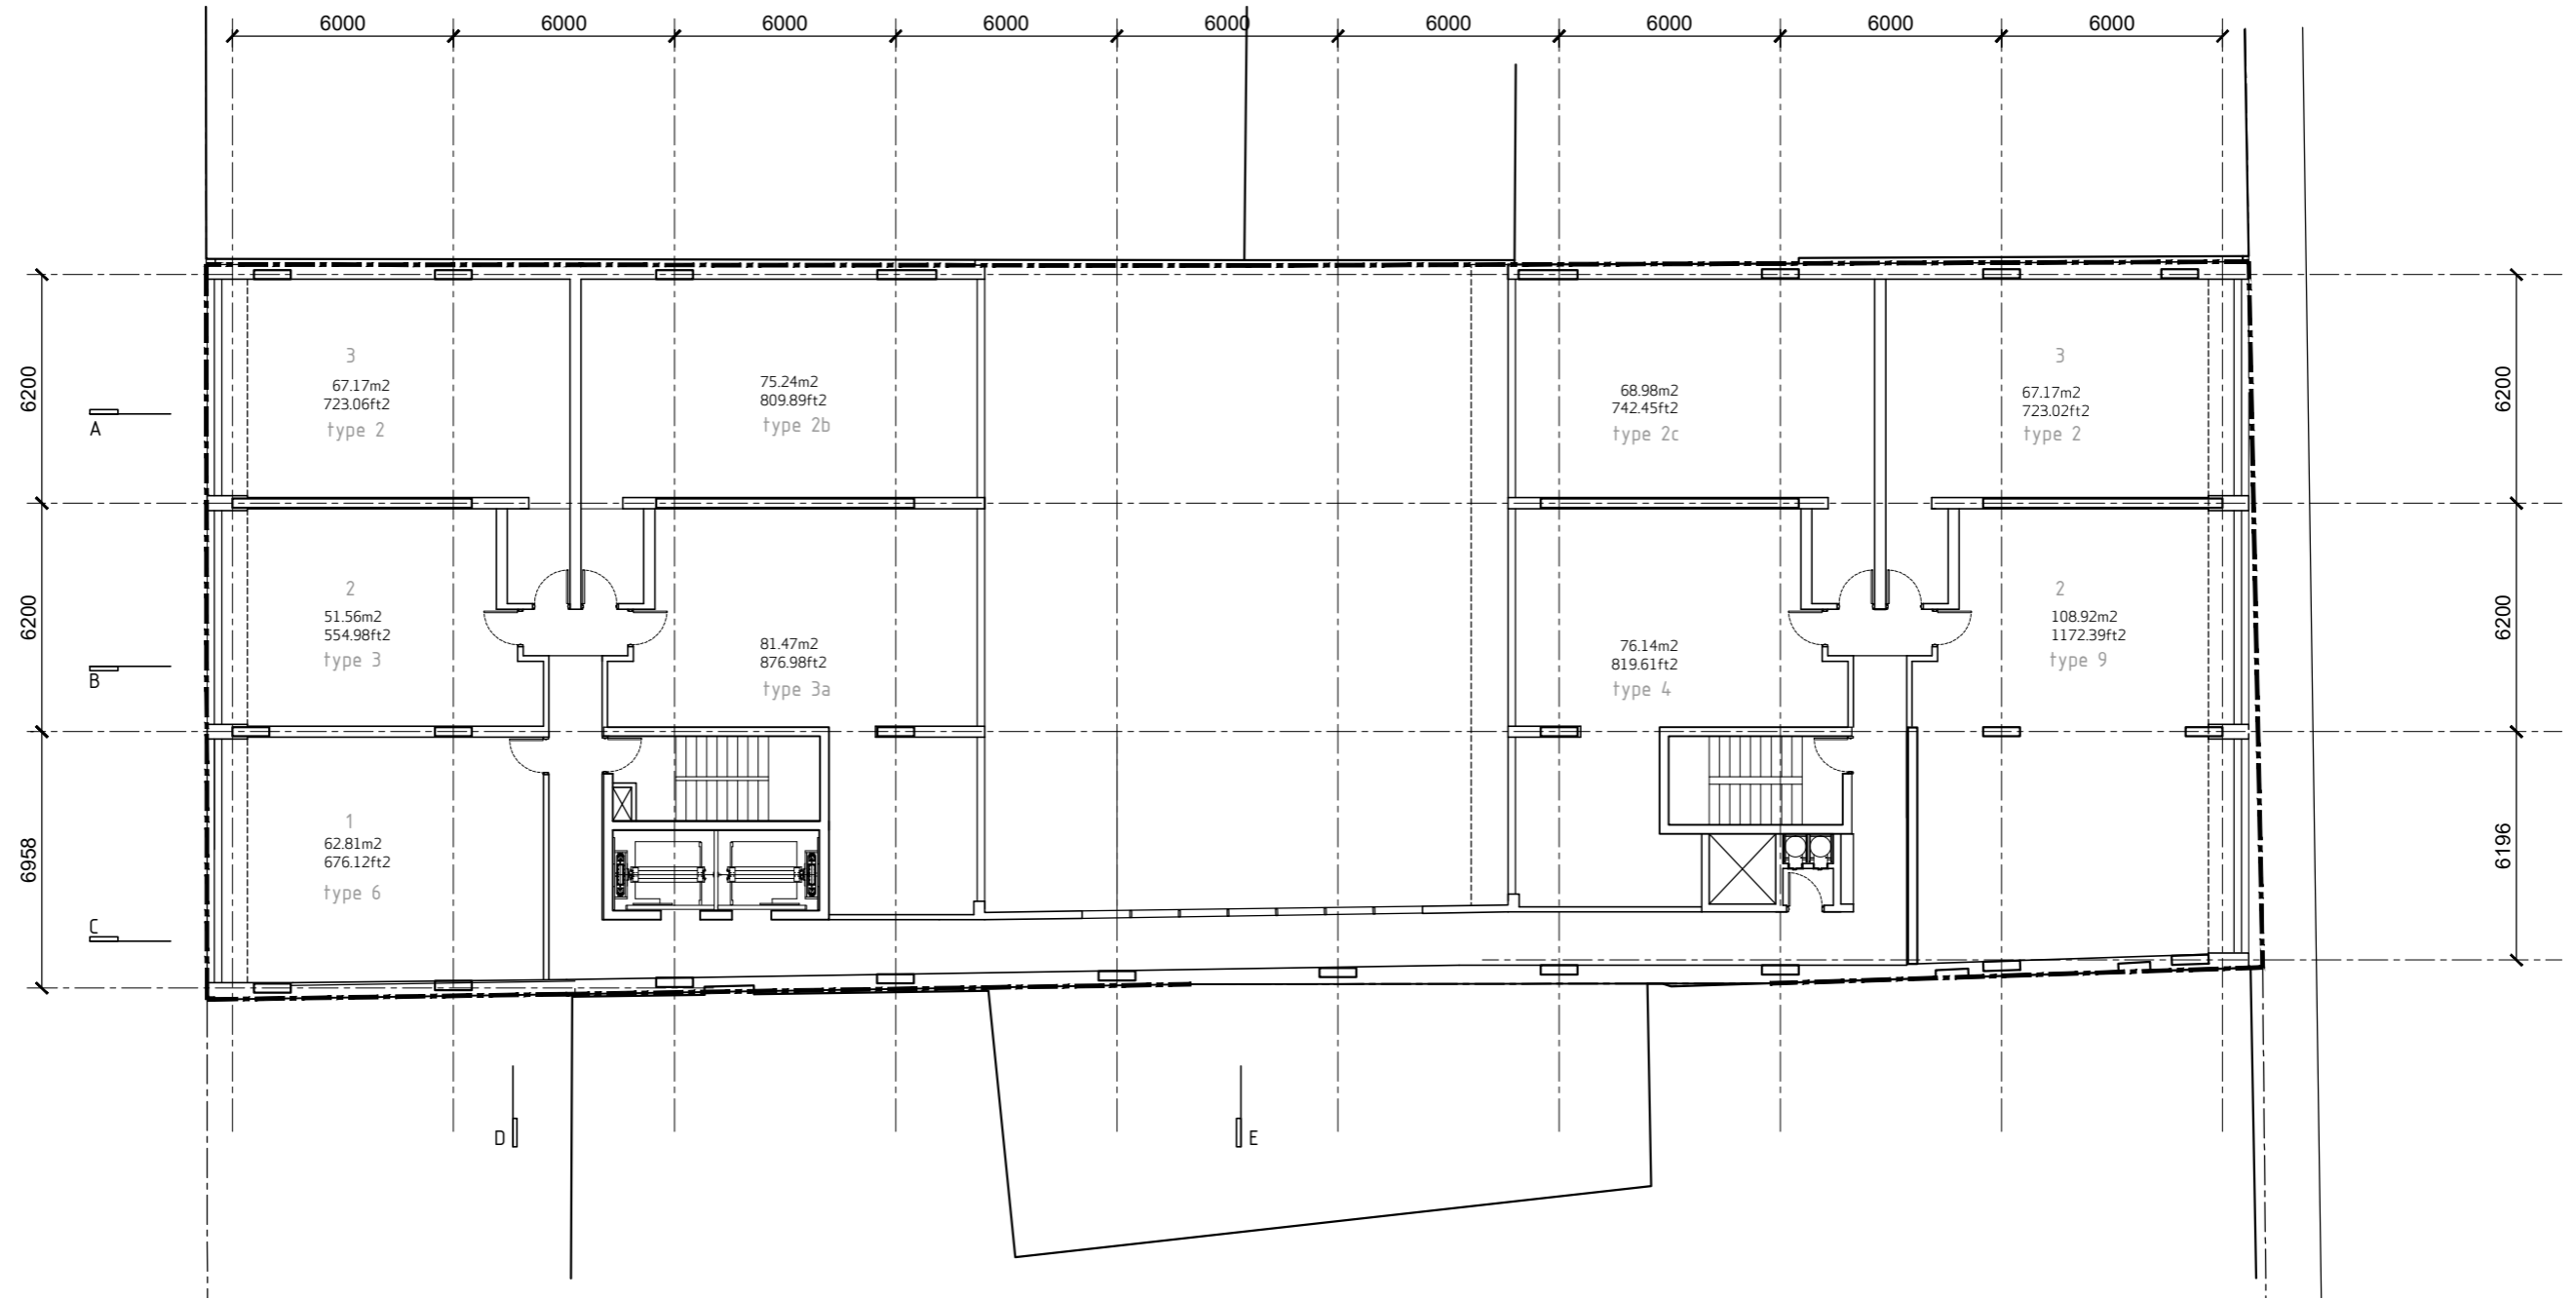 6000 6000 6000 6000 6000 6000 6000 6000 6000
3
67.17m2
723.06ft2
type 2
75.24m2
809.89ft2
type 2b
68.98m2
742.45ft2
type 2c
3
67.17m2
723.02ft2
type 2
6200
6200
A
2
51.56m2
554.98ft2
type 3
81.47m2
876.98ft2
type 3a
76.14m2
819.61ft2
type 4
2
108.92m2
1172.39ft2
type 9
6200
6200
B
1
62.81m2
676.12ft2
type 6
6958
6196
C
D
E